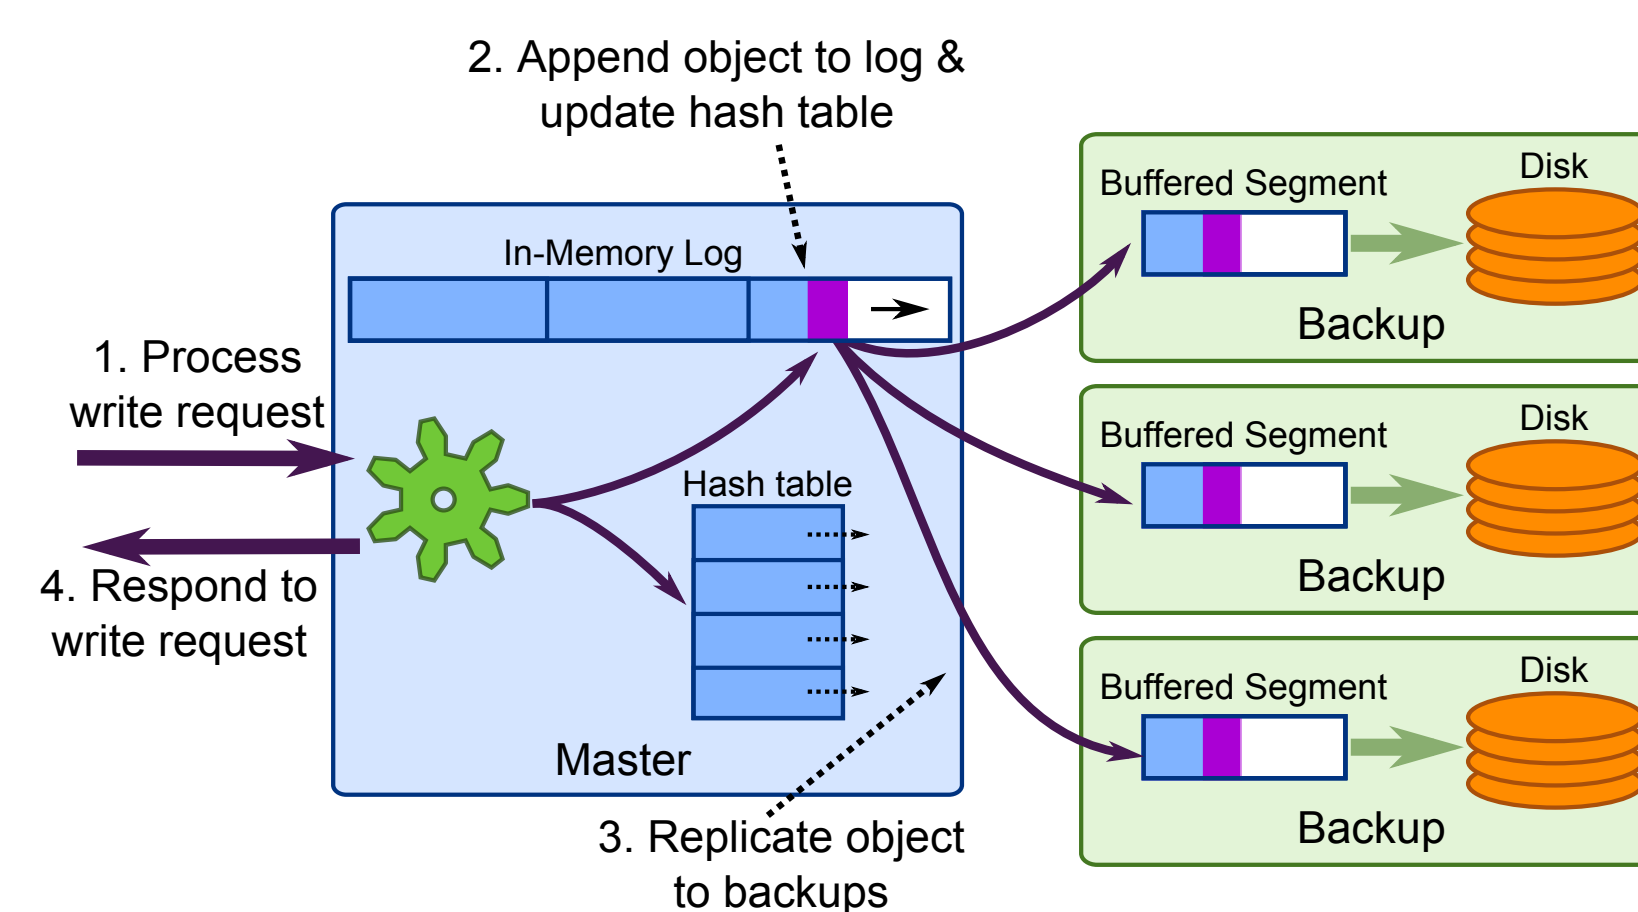 2. Append object to log &
update hash table
In-Memory Log
1. Process
write request
4. Respond to
write request
Hash table
Master
3. Replicate object
to backups
Buffered Segment
Disk
Backup
Buffered Segment
Disk
Backup
Buffered Segment
Disk
Backup